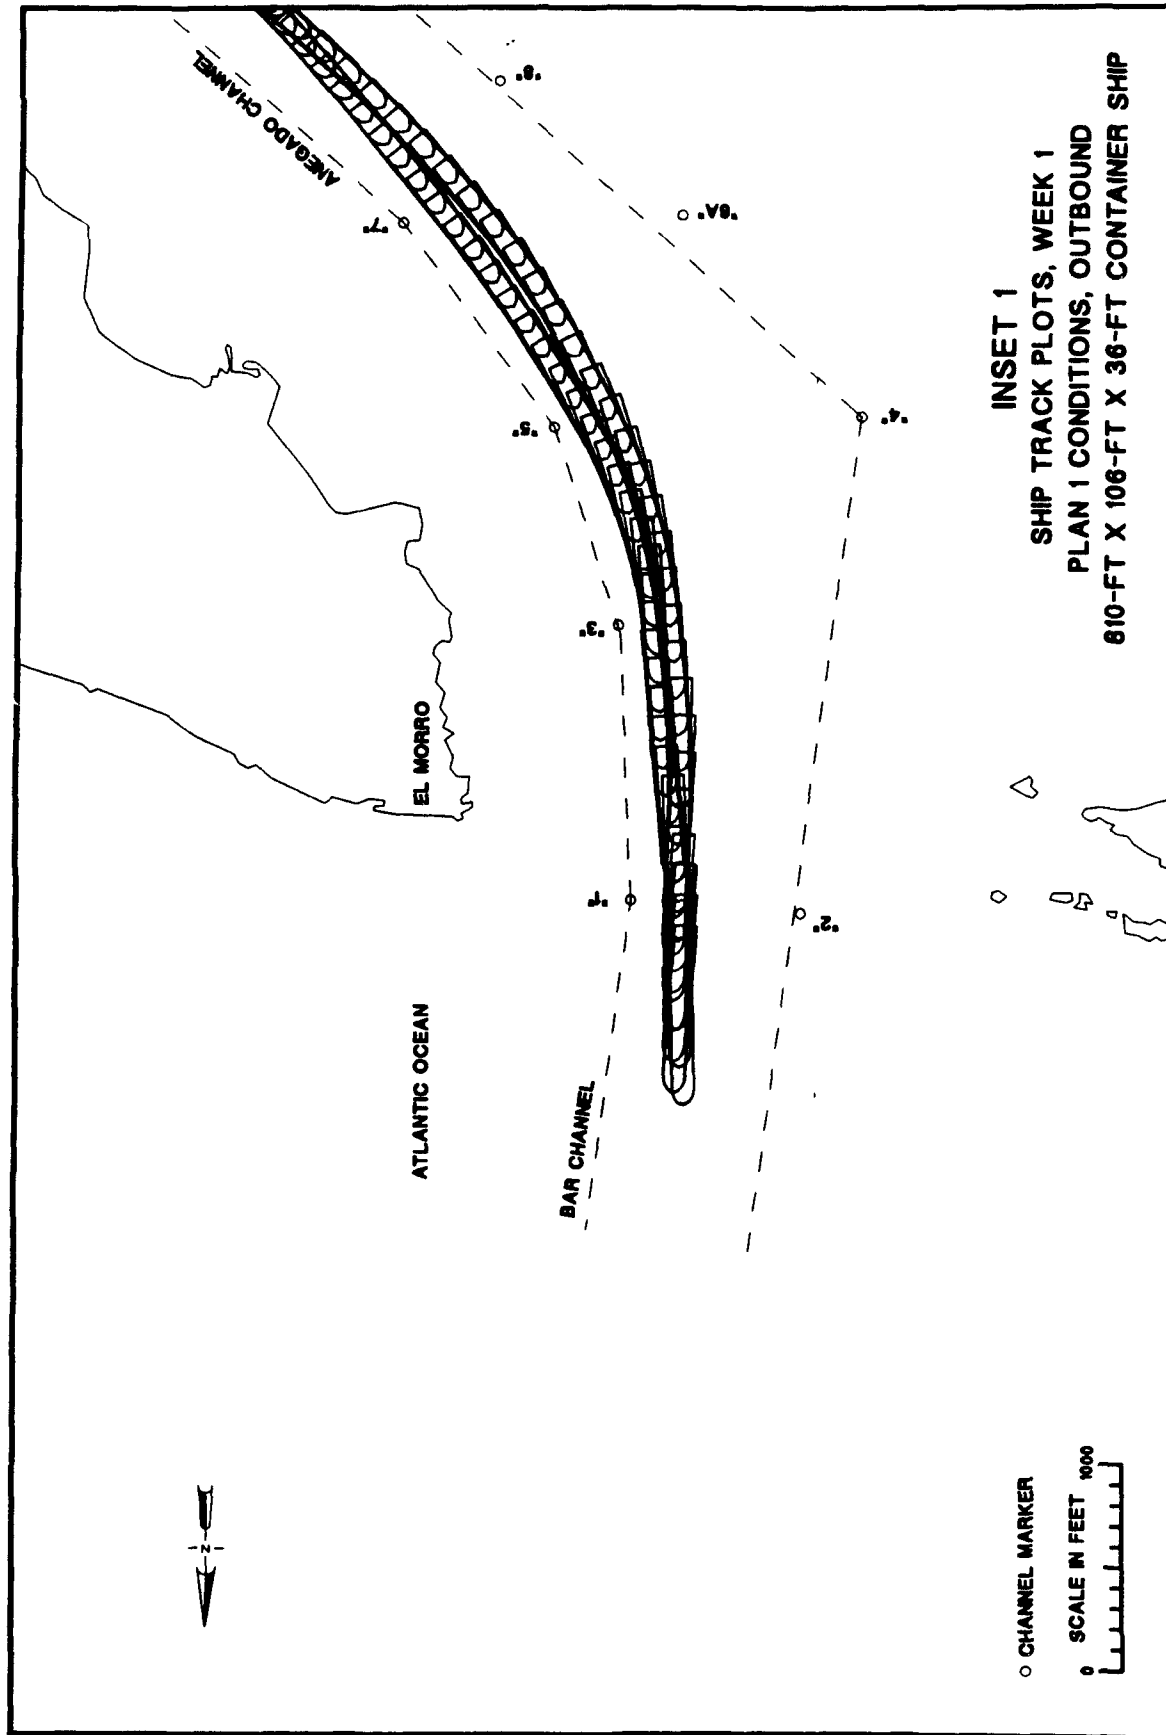 ANEGADO CHANNEL
"8"
"7"
"6A"
"5"
"4"
"3"
EL MORRO
"1"
"2"
ATLANTIC OCEAN
BAR CHANNEL
N
INSET 1
SHIP TRACK PLOTS, WEEK 1
PLAN 1 CONDITIONS, OUTBOUND
810-FT X 106-FT X 36-FT CONTAINER SHIP
CHANNEL MARKER
SCALE IN FEET
0 1000